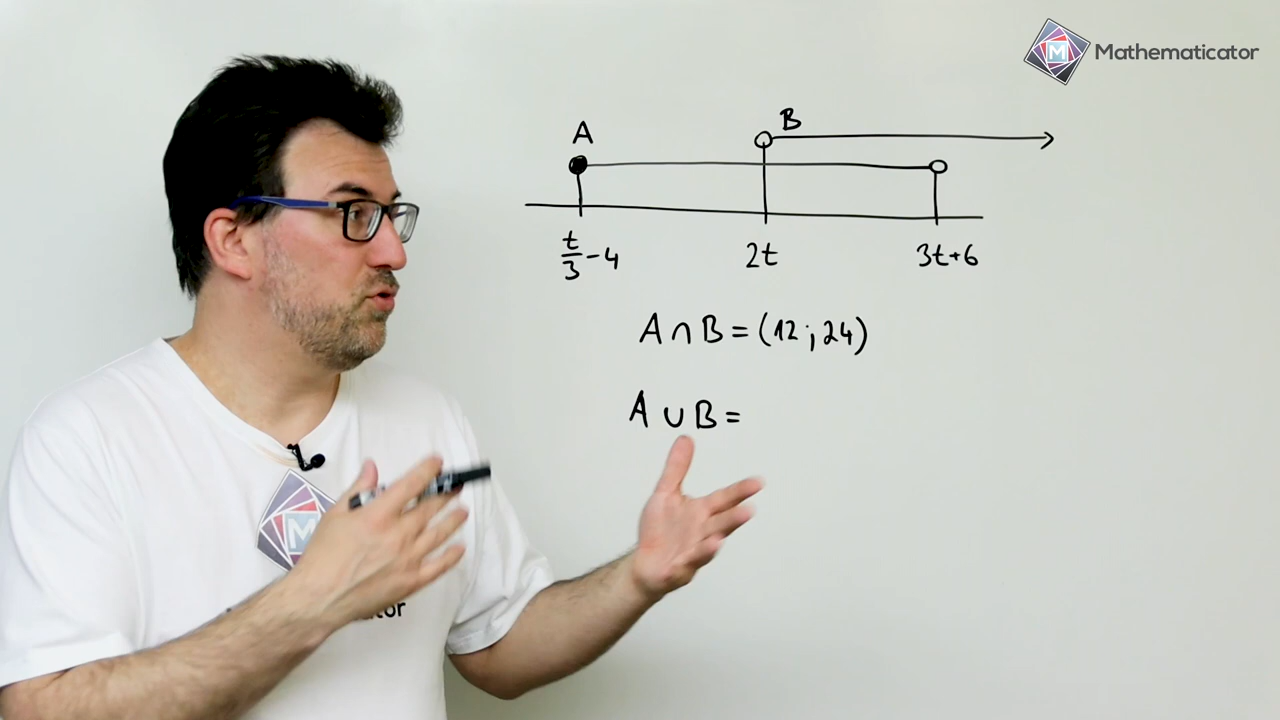 Mathematicator
A B
t/3 - 4 2t 3t+6
A ∩ B = (12 ; 24)
A ∪ B =
M